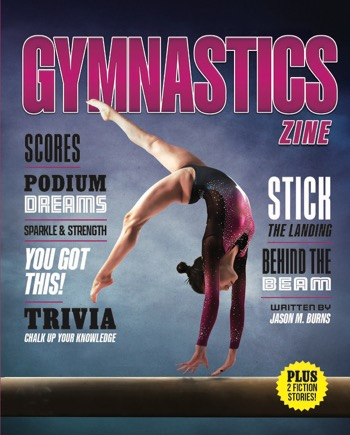 GYMNASTICS
ZINE
SCORES
PODIUM
DREAMS
SPARKLE & STRENGTH
YOU GOT
THIS!
TRIVIA
CHALK UP YOUR KNOWLEDGE
STICK
THE LANDING
BEHIND THE
BEAM
WRITTEN BY
JASON M. BURNS
PLUS
2 FICTION
STORIES!